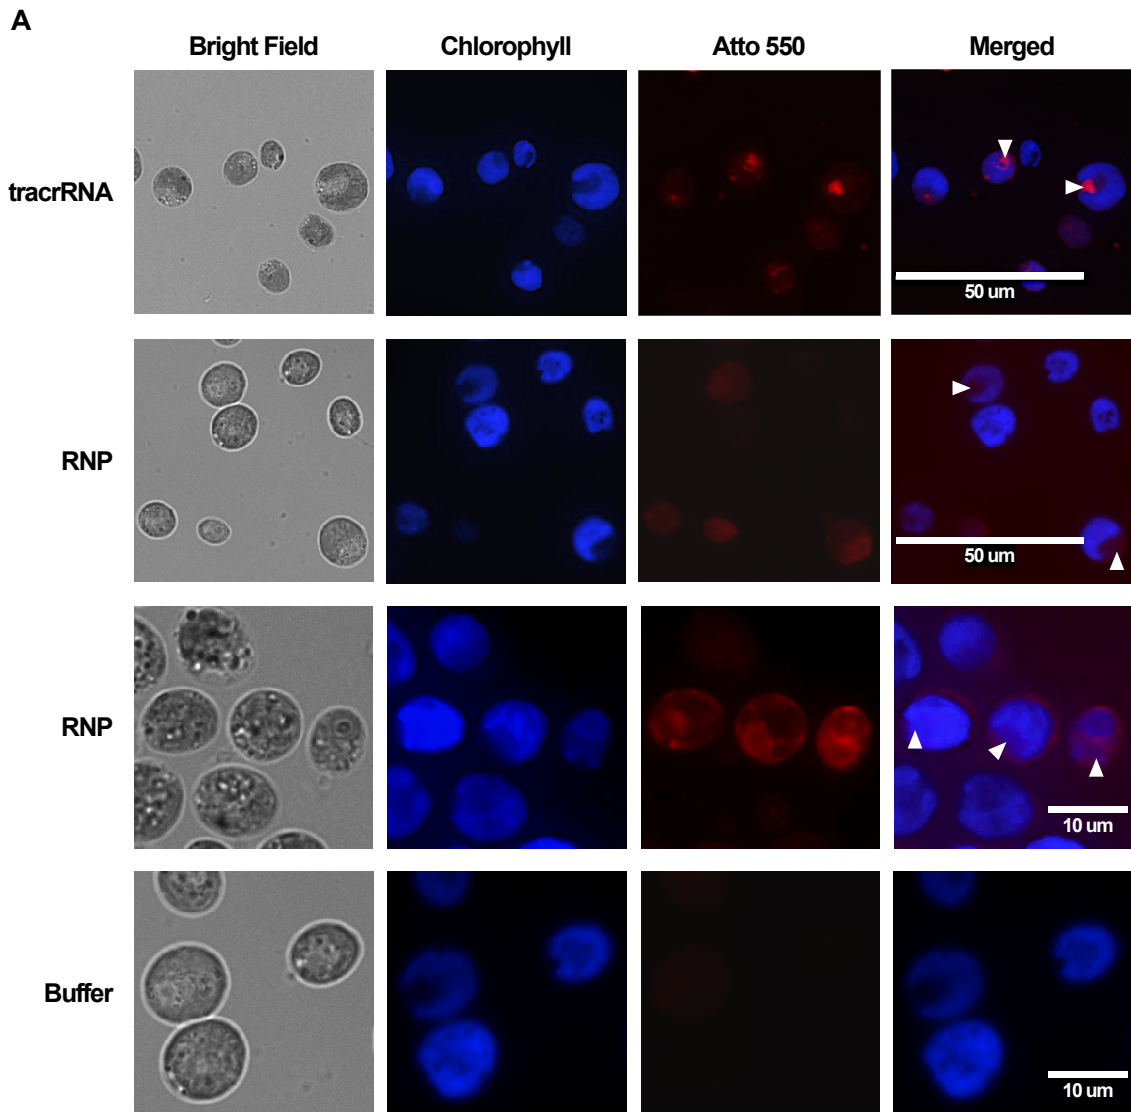 A
Bright Field Chlorophyll Atto 550 Merged
tracrRNA
50 um
RNP
50 um
RNP
10 um
Buffer
10 um